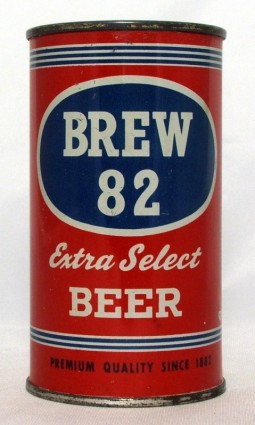 BREW
82
Extra Select
BEER
PREMIUM QUALITY SINCE 1882